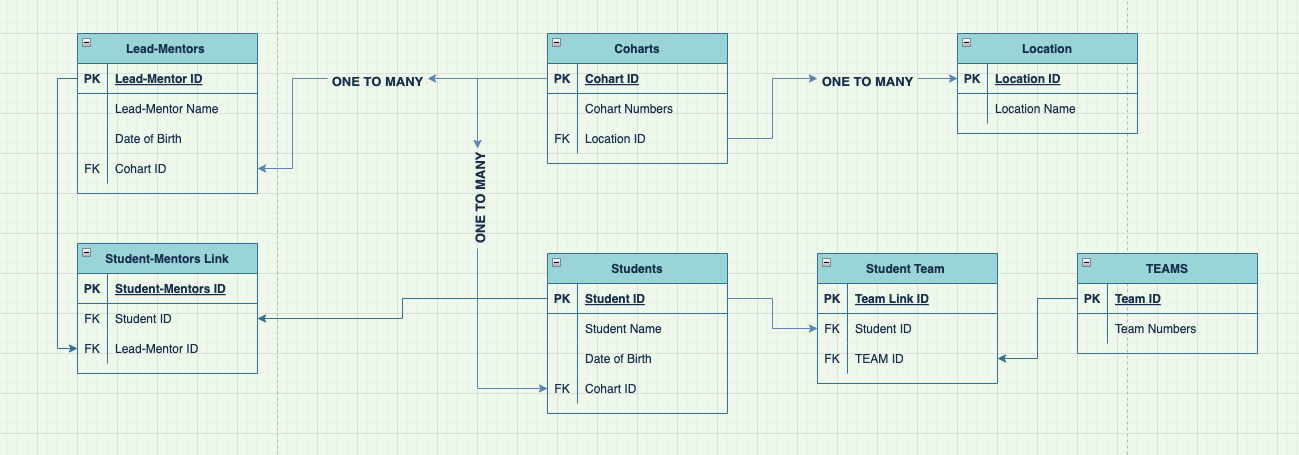 Lead-Mentors
PK Lead-Mentor ID
Lead-Mentor Name
Date of Birth
FK Cohart ID
ONE TO MANY
Coharts
PK Cohart ID
Cohart Numbers
FK Location ID
ONE TO MANY
Location
PK Location ID
Location Name
ONE TO MANY
Student-Mentors Link
PK Student-Mentors ID
FK Student ID
FK Lead-Mentor ID
Students
PK Student ID
Student Name
Date of Birth
FK Cohart ID
Student Team
PK Team Link ID
FK Student ID
FK TEAM ID
TEAMS
PK Team ID
Team Numbers